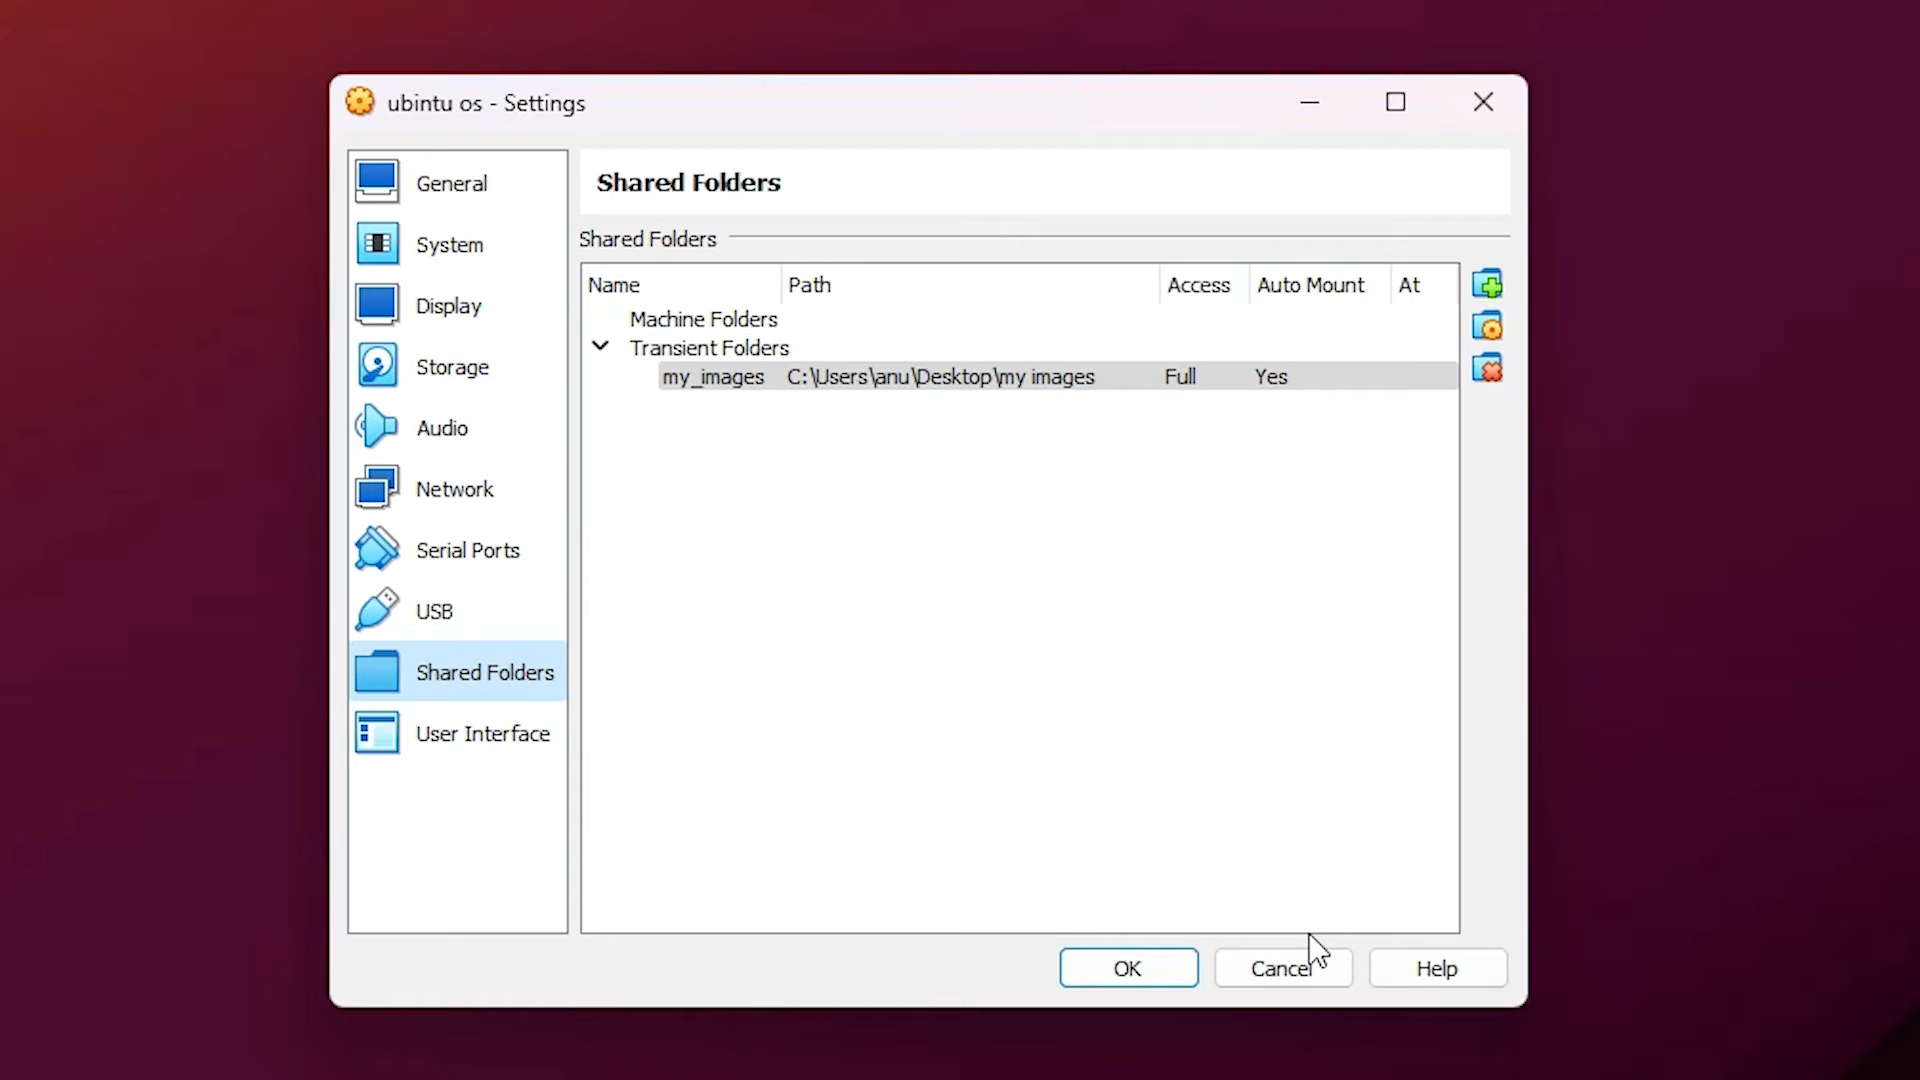 ubintu os - Settings
General
System
Display
Storage
Audio
Network
Serial Ports
USB
Shared Folders
User Interface
Shared Folders
Shared Folders
Name Path Access Auto Mount At
Machine Folders
Transient Folders
my_images C:\Users\anu\Desktop\my images Full Yes
OK Cancel Help